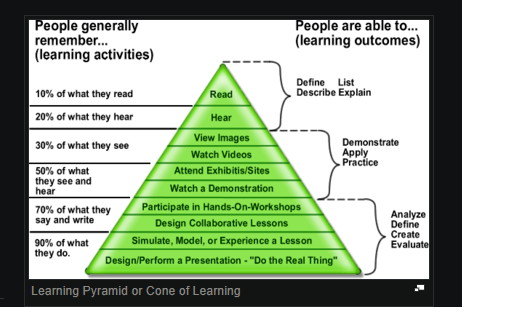 People generally
remember...
(learning activities)
People are able to...
(learning outcomes)
10% of what they read
20% of what they hear
30% of what they see
50% of what
they see and
hear
70% of what they
say and write
90% of what
they do.
Read
Hear
View Images
Watch Videos
Attend Exhibitis/Sites
Watch a Demonstration
Participate in Hands-On-Workshops
Design Collaborative Lessons
Simulate, Model, or Experience a Lesson
Design/Perform a Presentation - "Do the Real Thing"
Define List
Describe Explain
Demonstrate
Apply
Practice
Analyze
Define
Create
Evaluate
Learning Pyramid or Cone of Learning